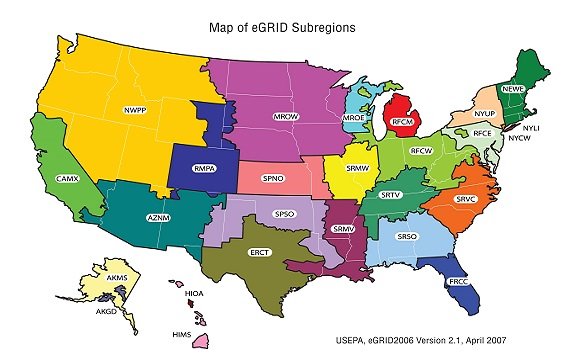 Map of eGRID Subregions
NEWE
NWPP
MROW
MROE
NYUP
RFCM
NYLI
RFCE
NYCW
RFCW
CAMX
RMPA
SPNO
SRMW
SRTV
SRVC
AZNM
SPSO
SRMV
SRSO
ERCT
FRCC
AKMS
AKGD
HIOA
HIMS
USEPA, eGRID2006 Version 2.1, April 2007